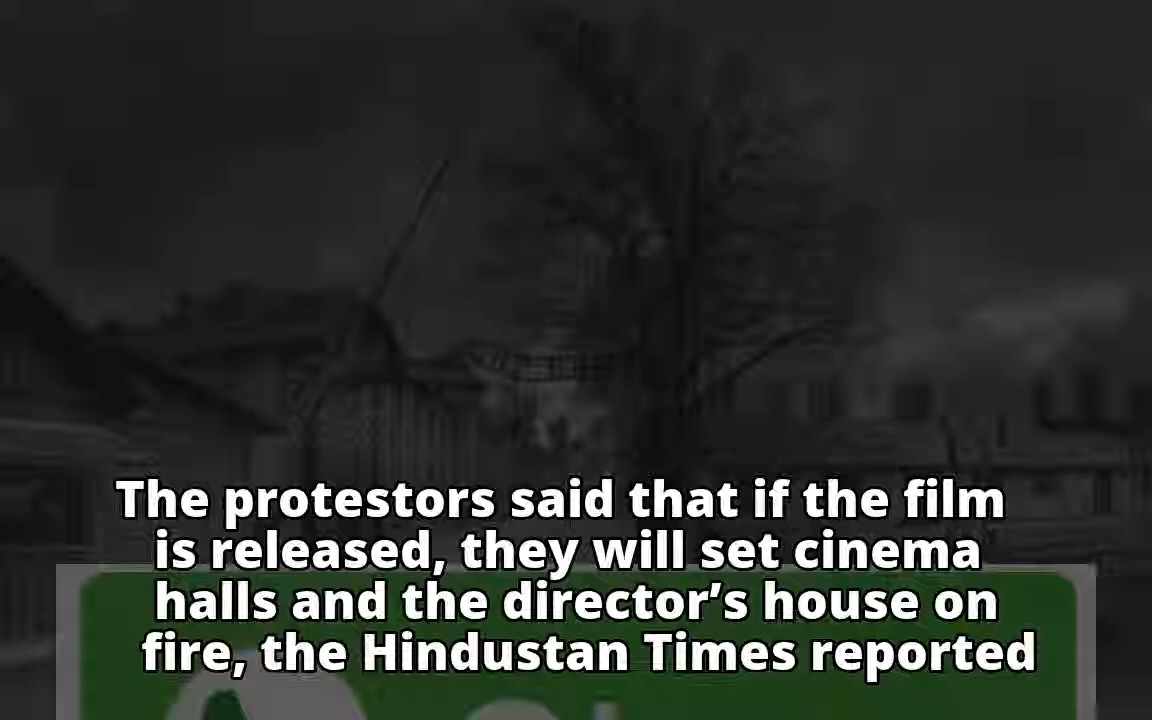 The protestors said that if the film
is released, they will set cinema
halls and the director’s house on
fire, the Hindustan Times reported